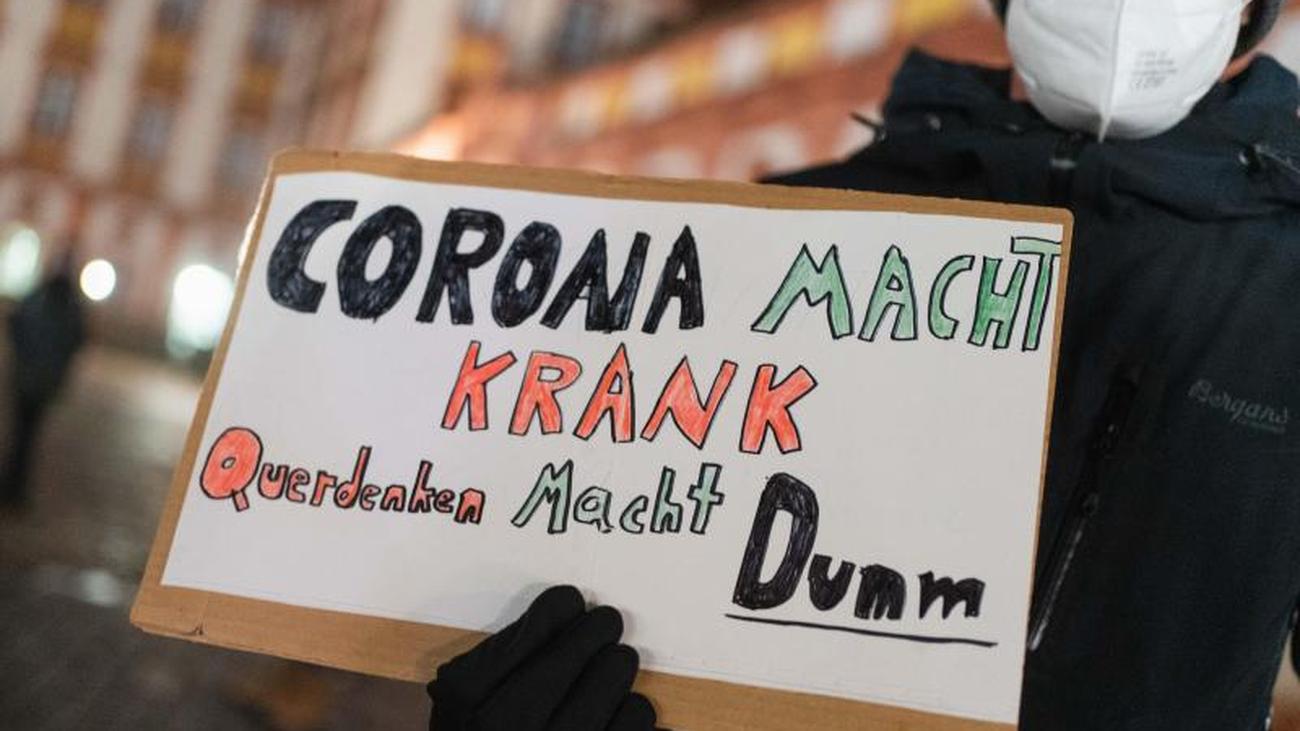 CORONA MACHT
KRANK
Querdenken Macht
Dumm
Bergans